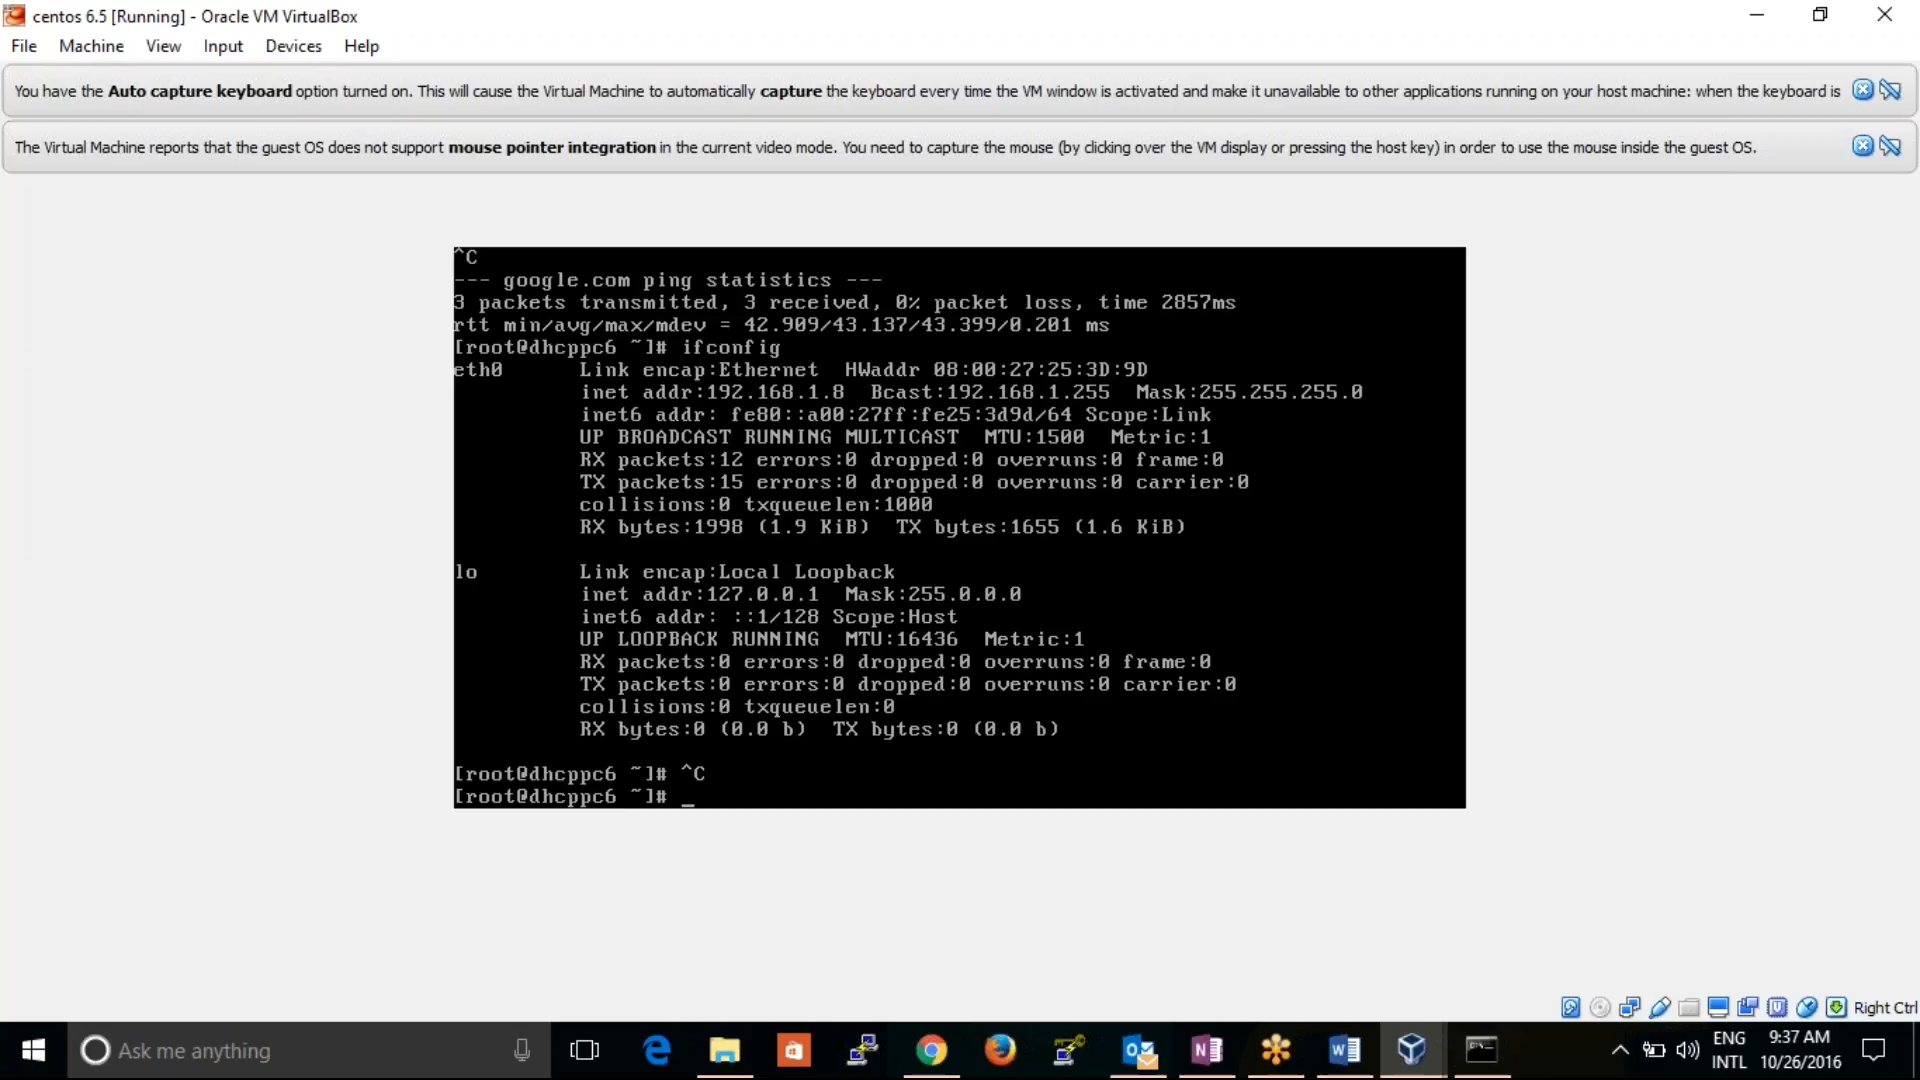 centos 6.5 [Running] - Oracle VM VirtualBox
File Machine View Input Devices Help
You have the Auto capture keyboard option turned on. This will cause the Virtual Machine to automatically capture the keyboard every time the VM window is activated and make it unavailable to other applications running on your host machine: when the keyboard is
The Virtual Machine reports that the guest OS does not support mouse pointer integration in the current video mode. You need to capture the mouse (by clicking over the VM display or pressing the host key) in order to use the mouse inside the guest OS.
^C
--- google.com ping statistics ---
3 packets transmitted, 3 received, 0% packet loss, time 2857ms
rtt min/avg/max/mdev = 42.909/43.137/43.399/0.201 ms
[root@dhcppc6 ~]# ifconfig
eth0 Link encap:Ethernet HWaddr 08:00:27:25:3D:9D
inet addr:192.168.1.8 Bcast:192.168.1.255 Mask:255.255.255.0
inet6 addr: fe80::a00:27ff:fe25:3d9d/64 Scope:Link
UP BROADCAST RUNNING MULTICAST MTU:1500 Metric:1
RX packets:12 errors:0 dropped:0 overruns:0 frame:0
TX packets:15 errors:0 dropped:0 overruns:0 carrier:0
collisions:0 txqueuelen:1000
RX bytes:1998 (1.9 KiB) TX bytes:1655 (1.6 KiB)
lo Link encap:Local Loopback
inet addr:127.0.0.1 Mask:255.0.0.0
inet6 addr: ::1/128 Scope:Host
UP LOOPBACK RUNNING MTU:16436 Metric:1
RX packets:0 errors:0 dropped:0 overruns:0 frame:0
TX packets:0 errors:0 dropped:0 overruns:0 carrier:0
collisions:0 txqueuelen:0
RX bytes:0 (0.0 b) TX bytes:0 (0.0 b)
[root@dhcppc6 ~]# ^C
[root@dhcppc6 ~]# _
Right Ctrl
Ask me anything
ENG 9:37 AM
INTL 10/26/2016